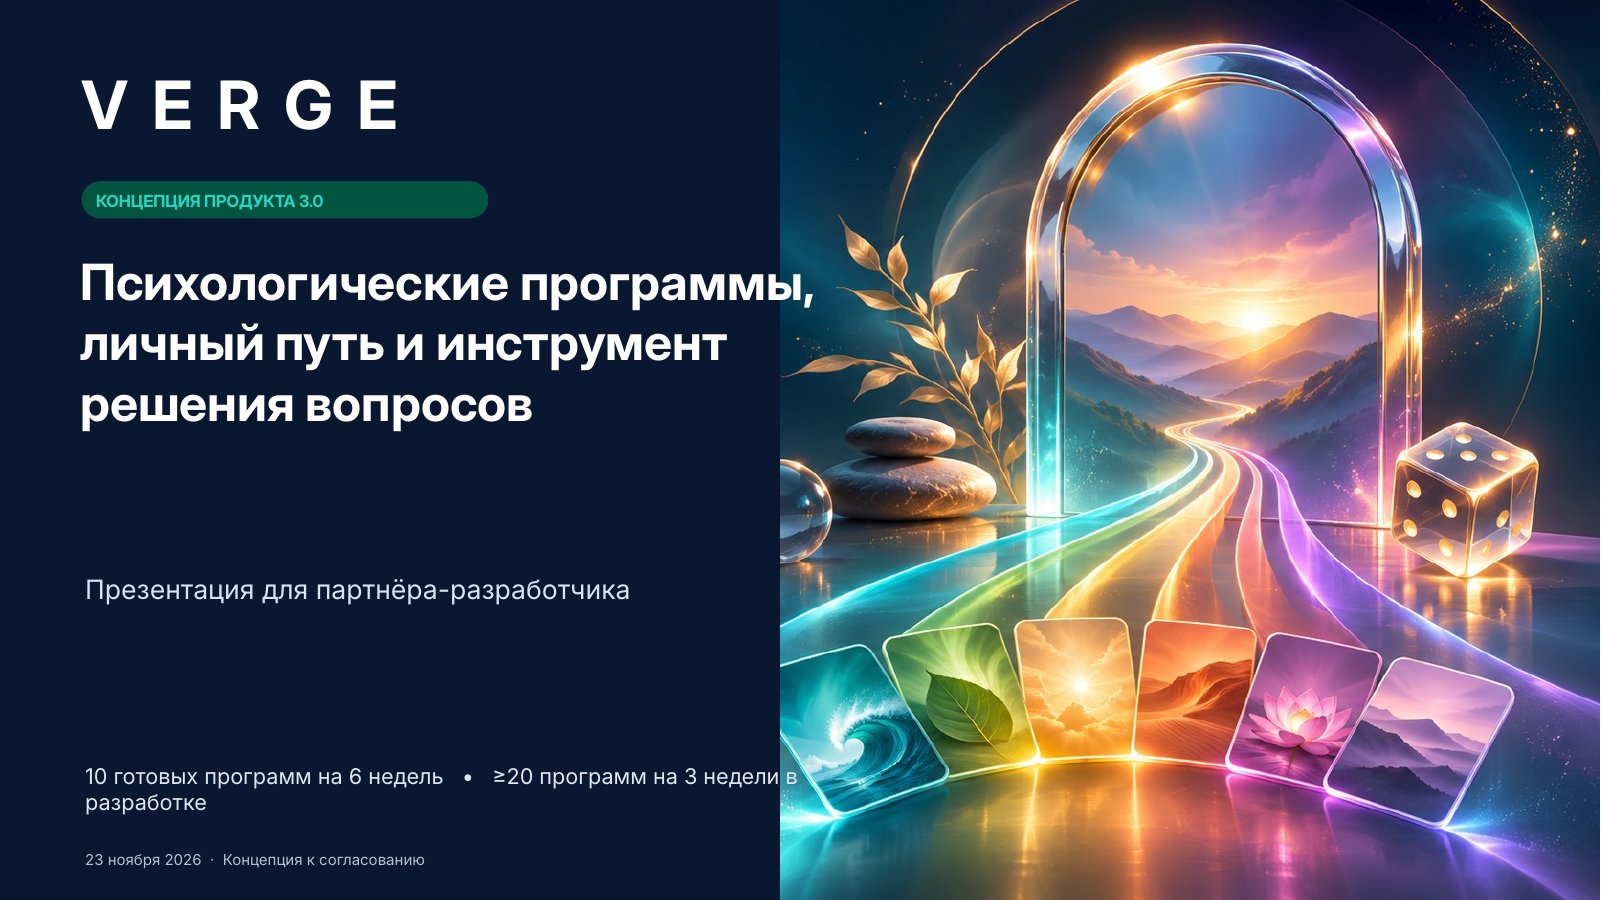 VERGE
КОНЦЕПЦИЯ ПРОДУКТА 3.0
Психологические программы,
личный путь и инструмент
решения вопросов
Презентация для партнёра-разработчика
10 готовых программ на 6 недель • ≥20 программ на 3 недели в
разработке
23 ноября 2026 · Концепция к согласованию